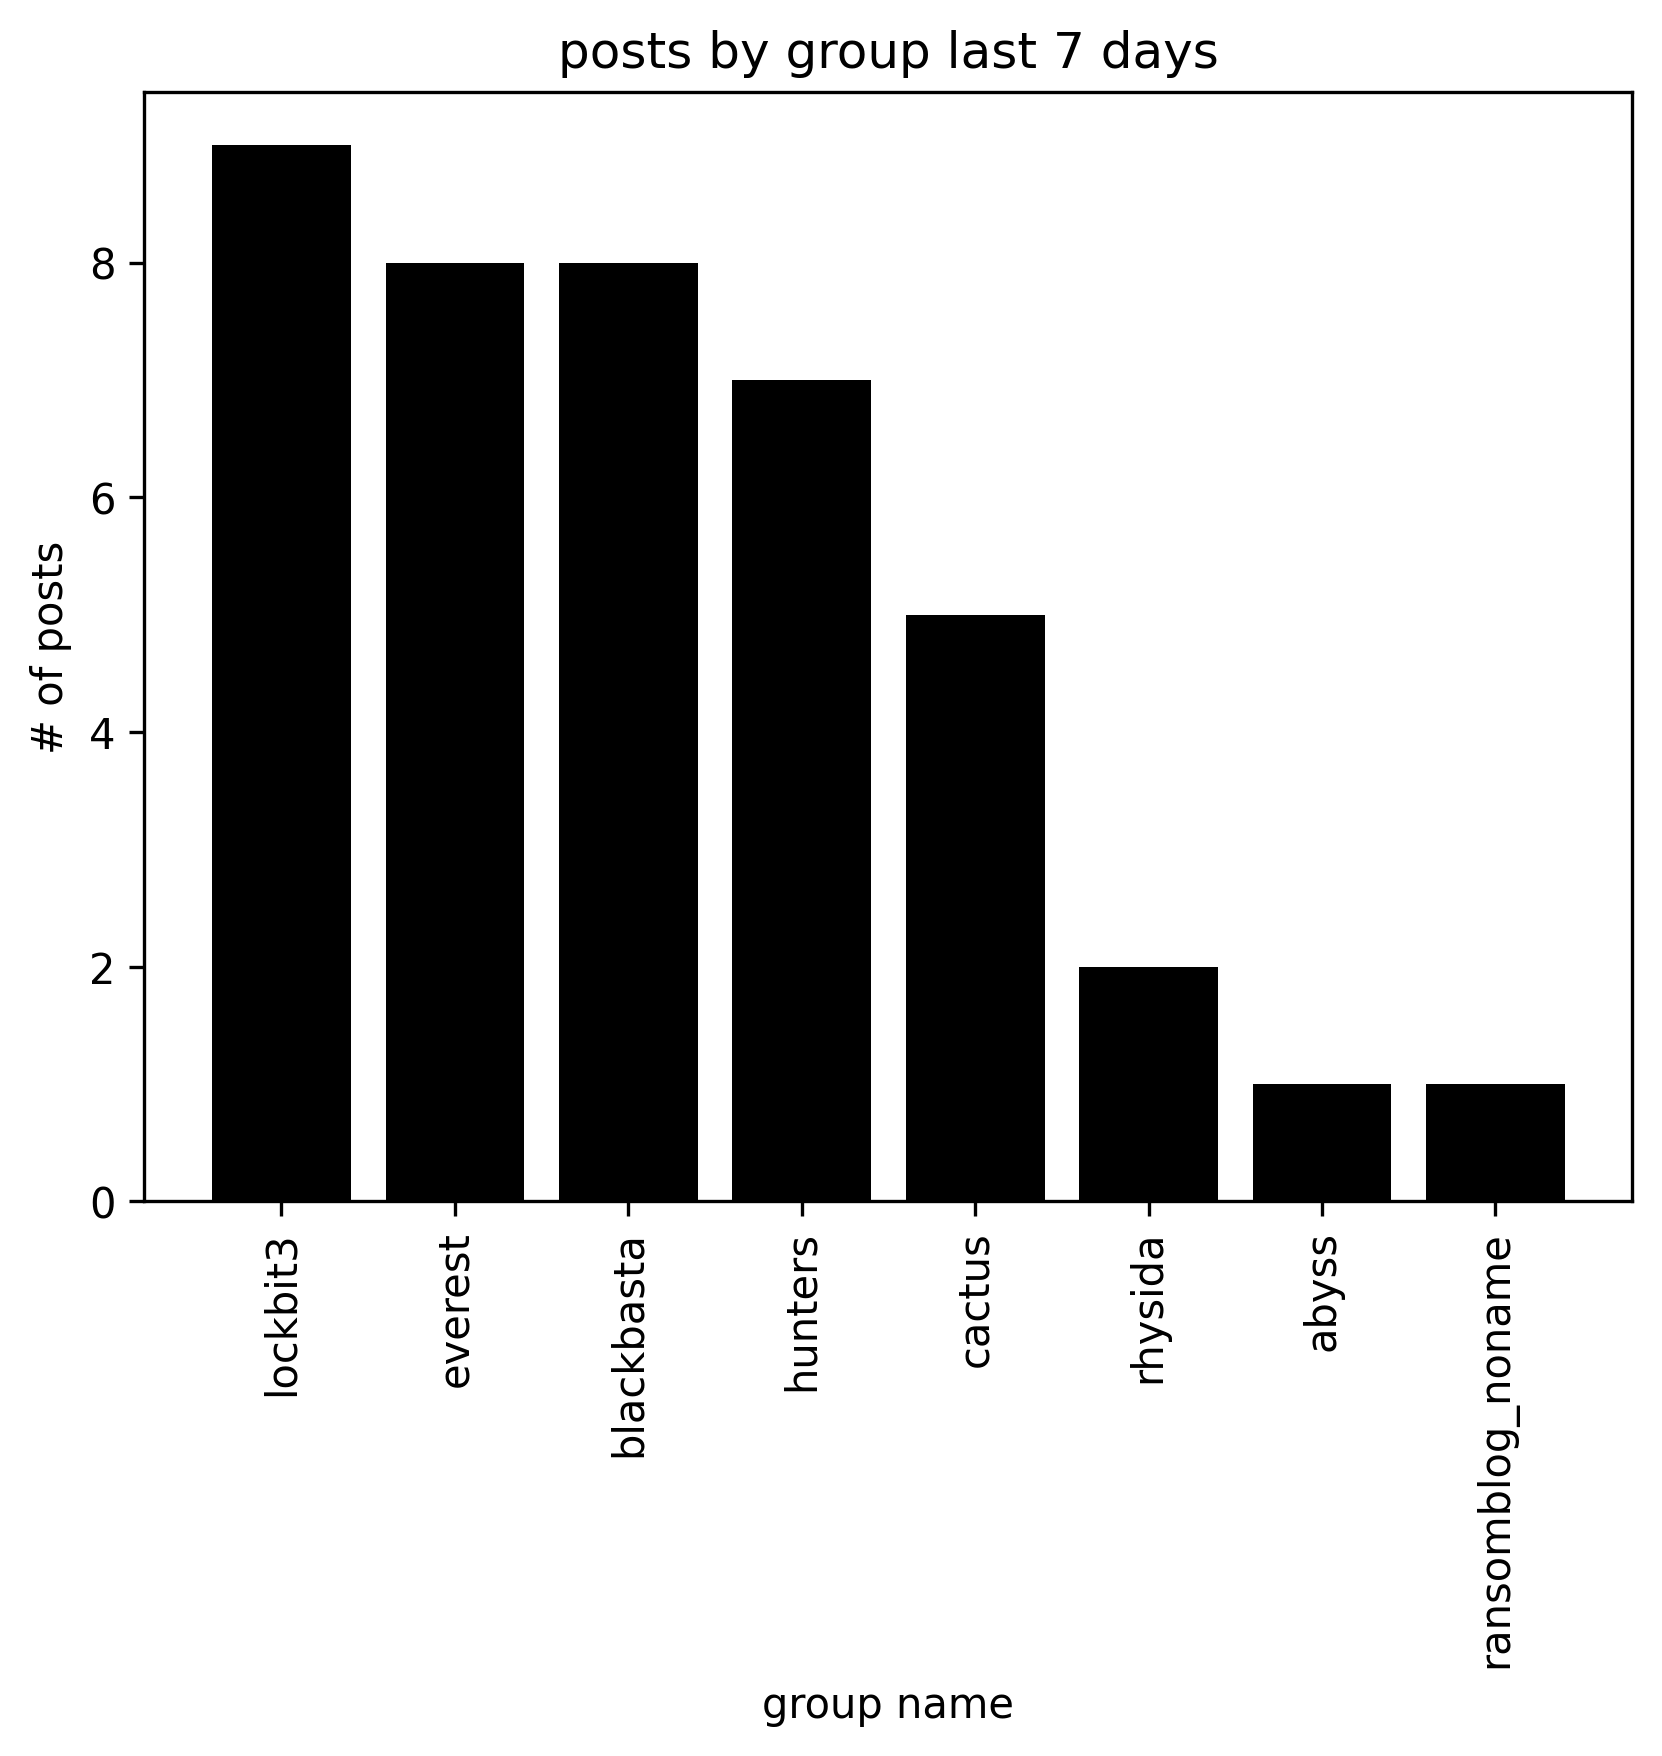 posts by group last 7 days
# of posts
8
6
4
2
0
lockbit3
everest
blackbasta
hunters
cactus
rhysida
abyss
ransomblog_noname
group name